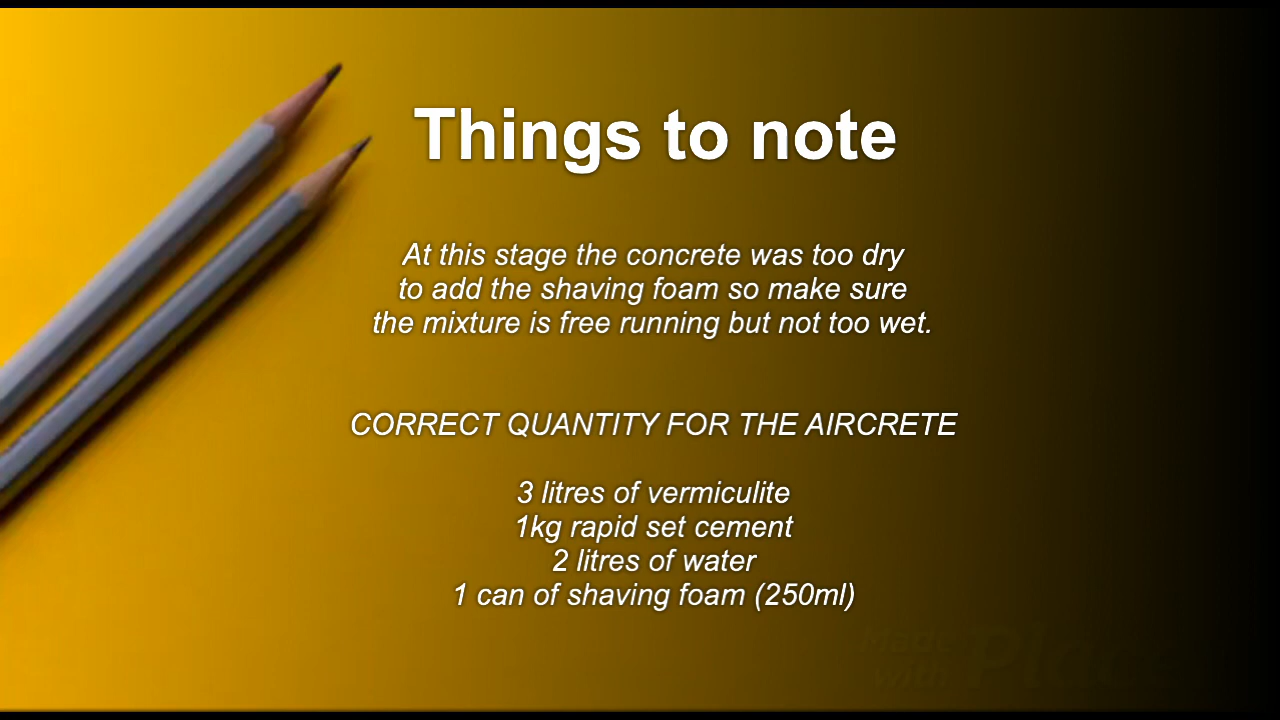 Things to note
At this stage the concrete was too dry
to add the shaving foam so make sure
the mixture is free running but not too wet.
CORRECT QUANTITY FOR THE AIRCRETE
3 litres of vermiculite
1kg rapid set cement
2 litres of water
1 can of shaving foam (250ml)
made
with